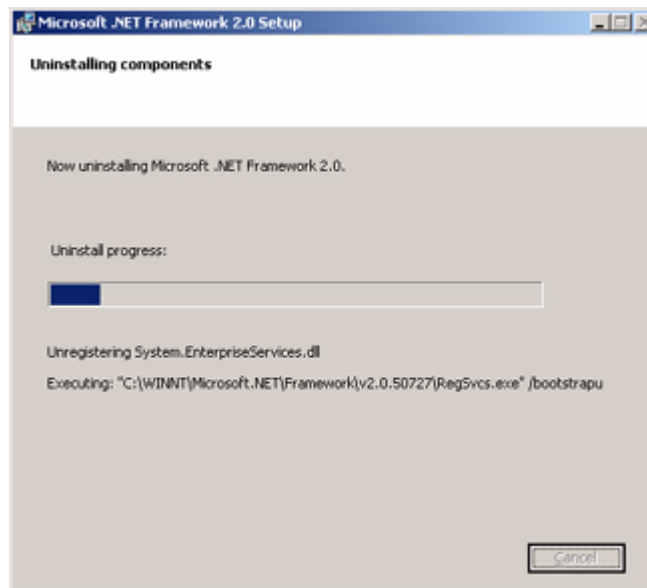 Microsoft .NET Framework 2.0 Setup
Uninstalling components
Now uninstalling Microsoft .NET Framework 2.0.
Uninstall progress:
Unregistering System.EnterpriseServices.dll
Executing: "C:\WINNT\Microsoft.NET\Framework\v2.0.50727\RegSvcs.exe" /bootstrapu
Cancel